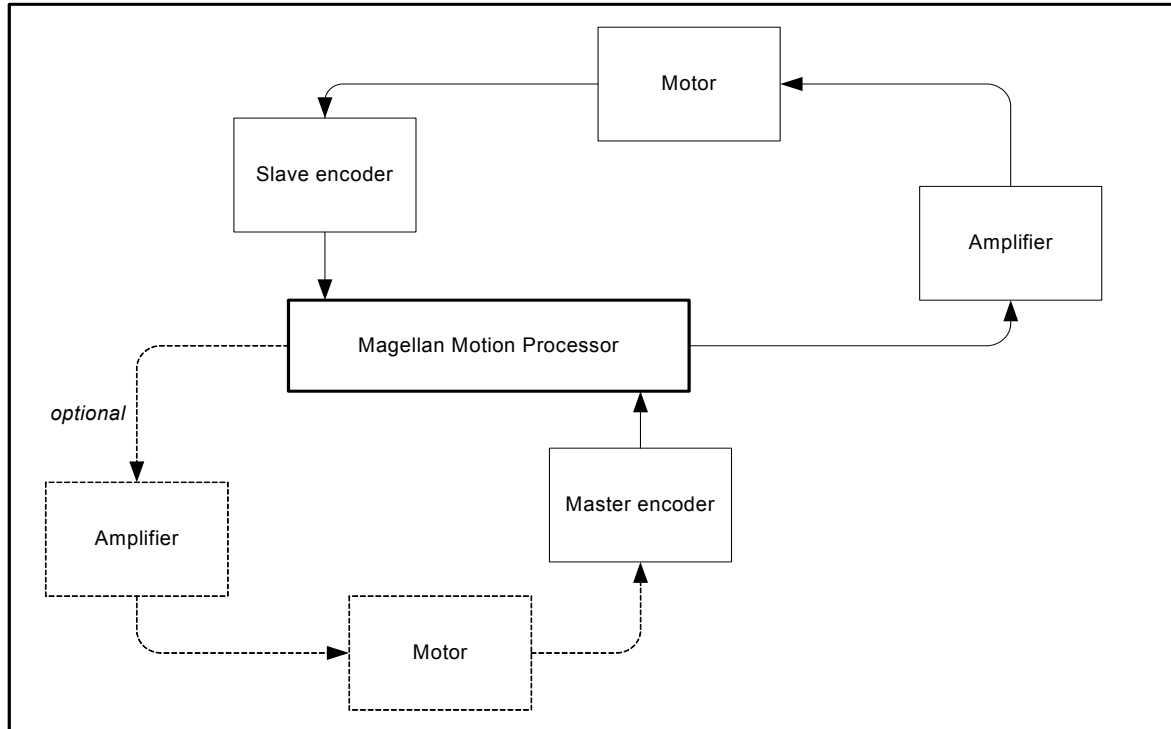 Motor
Slave encoder
Amplifier
Magellan Motion Processor
optional
Master encoder
Amplifier
Motor